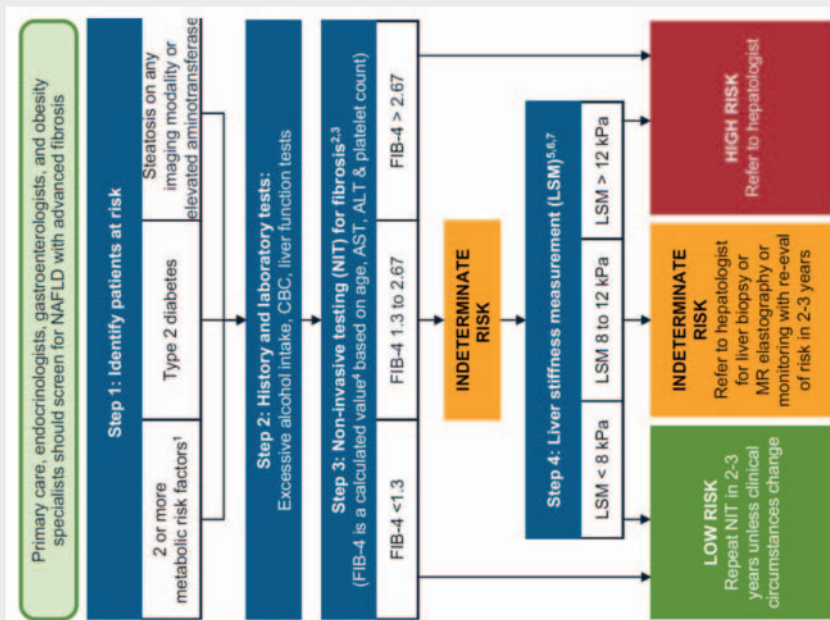 Primary care, endocrinologists, gastroenterologists, and obesity
specialists should screen for NAFLD with advanced fibrosis
Step 1: Identify patients at risk
2 or more
metabolic risk factors¹
Type 2 diabetes
Steatosis on any
imaging modality or
elevated aminotransferase
Step 2: History and laboratory tests:
Excessive alcohol intake, CBC, liver function tests
Step 3: Non-invasive testing (NIT) for fibrosis²,³
(FIB-4 is a calculated value⁴ based on age, AST, ALT & platelet count)
FIB-4 <1.3
FIB-4 1.3 to 2.67
FIB-4 > 2.67
INDETERMINATE
RISK
Step 4: Liver stiffness measurement (LSM)⁵,⁶,⁷
LSM < 8 kPa
LSM 8 to 12 kPa
LSM > 12 kPa
LOW RISK
Repeat NIT in 2-3
years unless clinical
circumstances change
INDETERMINATE
RISK
Refer to hepatologist
for liver biopsy or
MR elastography or
monitoring with re-eval
of risk in 2-3 years
HIGH RISK
Refer to hepatologist